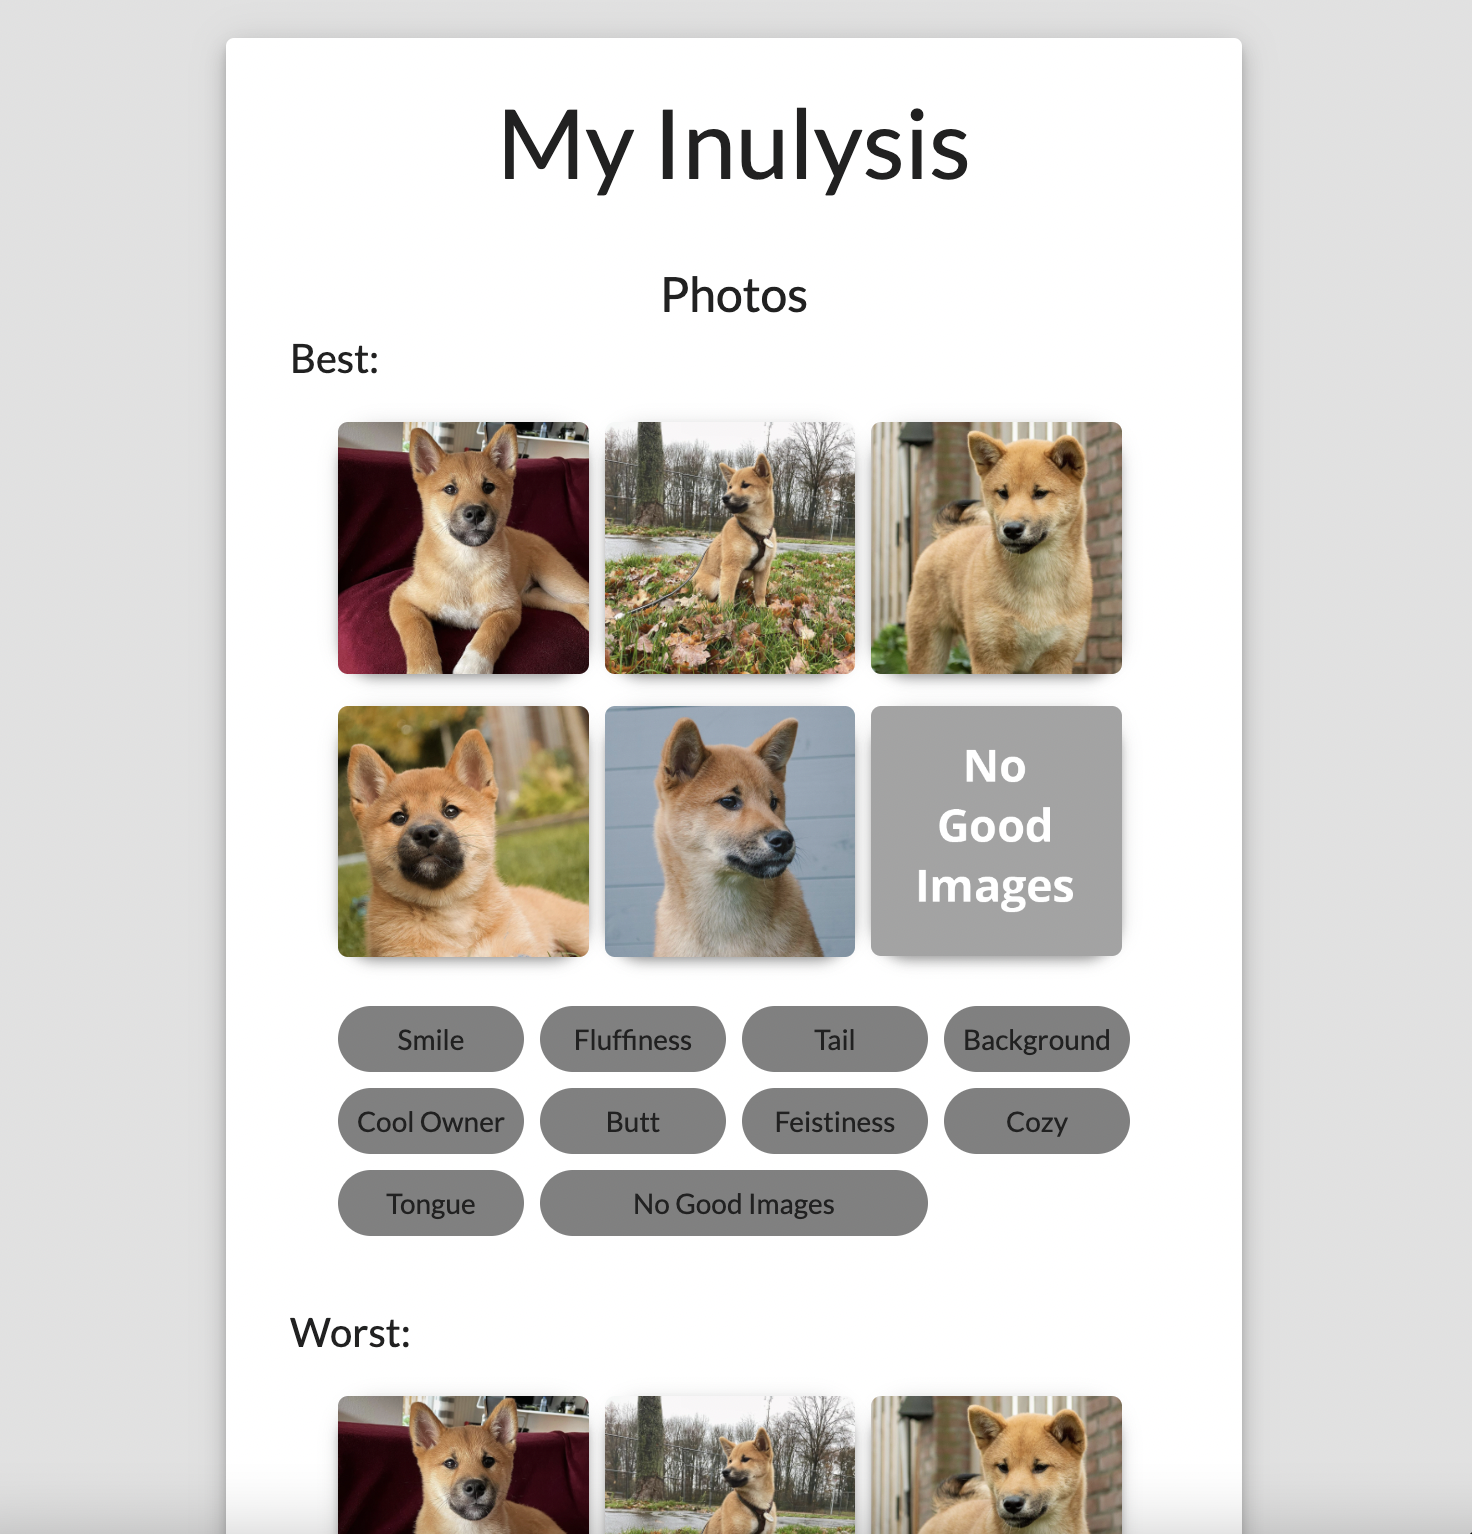 My Inulysis
Photos
Best:
No
Good
Images
Smile
Fluffiness
Tail
Background
Cool Owner
Butt
Feistiness
Cozy
Tongue
No Good Images
Worst: